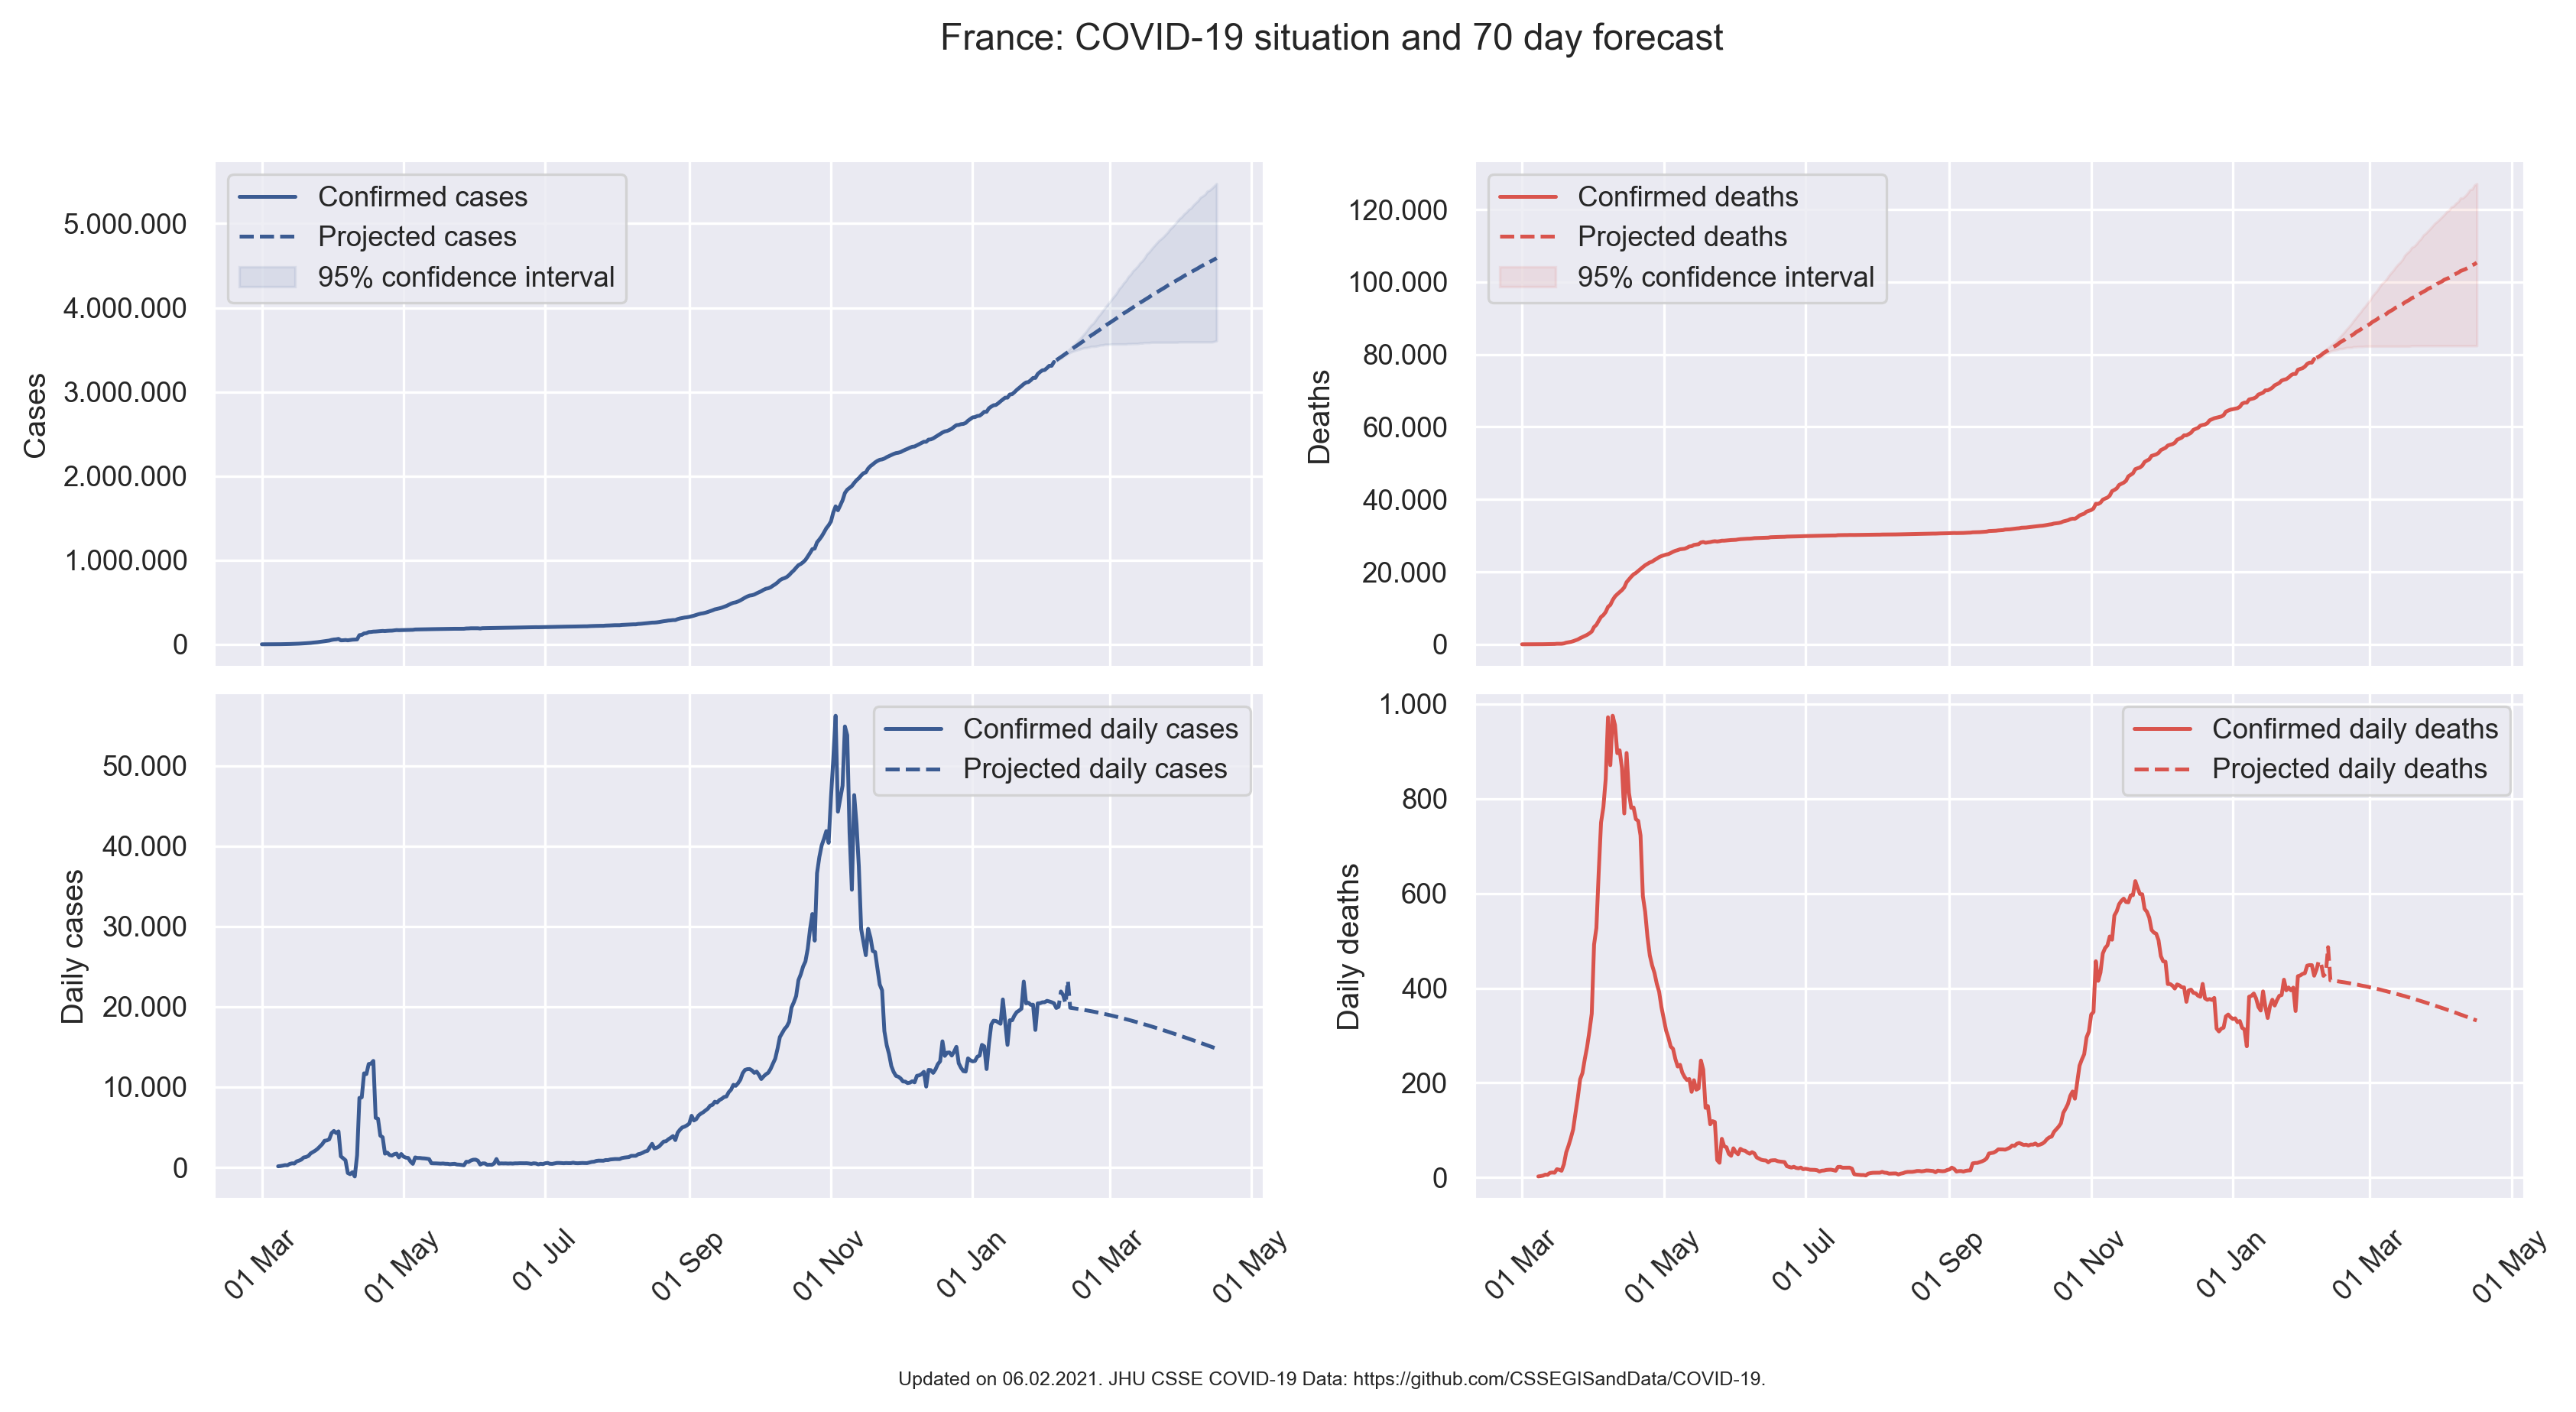 France: COVID-19 situation and 70 day forecast
Confirmed cases
Projected cases
95% confidence interval
5.000.000
4.000.000
3.000.000
2.000.000
1.000.000
0
Cases
Confirmed deaths
Projected deaths
95% confidence interval
120.000
100.000
80.000
60.000
40.000
20.000
0
Deaths
Confirmed daily cases
Projected daily cases
50.000
40.000
30.000
20.000
10.000
0
Daily cases
01 Mar
01 May
01 Jul
01 Sep
01 Nov
01 Jan
01 Mar
01 May
Confirmed daily deaths
Projected daily deaths
1.000
800
600
400
200
0
Daily deaths
01 Mar
01 May
01 Jul
01 Sep
01 Nov
01 Jan
01 Mar
01 May
Updated on 06.02.2021. JHU CSSE COVID-19 Data: https://github.com/CSSEGISandData/COVID-19.